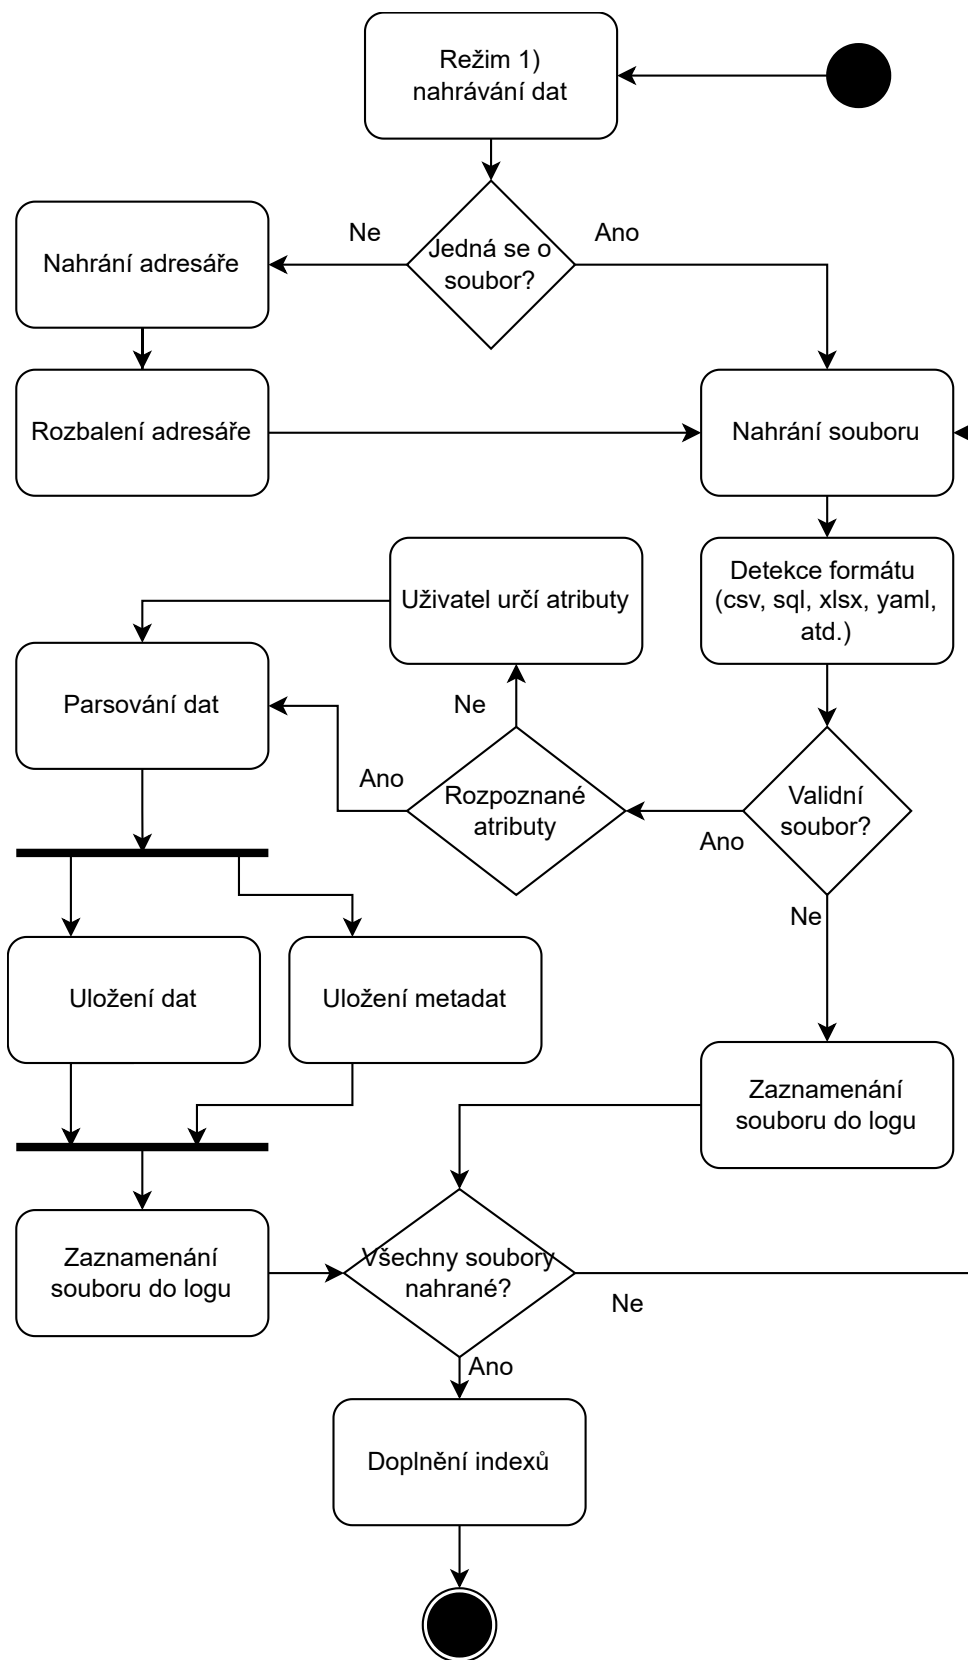 Režim 1)
nahrávání dat
Ne
Ano
Jedná se o
soubor?
Nahrání adresáře
Rozbalení adresáře
Nahrání souboru
Detekce formátu
(csv, sql, xlsx, yaml,
atd.)
Uživatel určí atributy
Parsování dat
Ne
Ano
Rozpoznané
atributy
Validní
soubor?
Ano
Ne
Uložení dat
Uložení metadat
Zaznamenání
souboru do logu
Zaznamenání
souboru do logu
Všechny soubory
nahrané?
Ne
Ano
Doplnění indexů